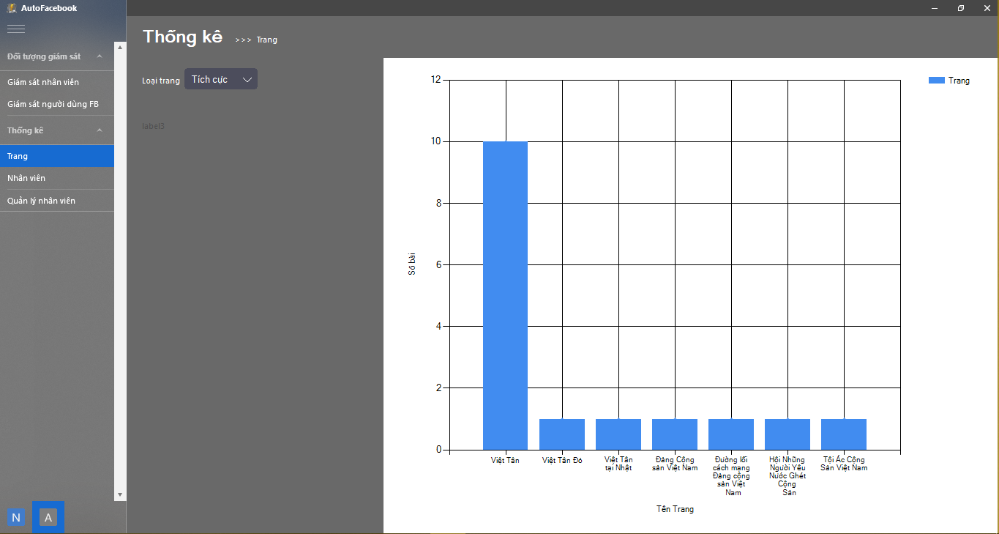 AutoFacebook
Đối tượng giám sát
Giám sát nhân viên
Giám sát người dùng FB
Thống kê
Trang
Nhân viên
Quản lý nhân viên
N
A
Thống kê >>> Trang
Loại trang Tích cực
label3
Trang
12
10
8
6
4
2
0
Số bài
Việt Tân
Việt Tân Đỏ
Việt Tân
tại Nhật
Đảng Cộng
sản Việt Nam
Đường lối
cách mạng
Đảng cộng
sản Việt
Nam
Hội Những
Người Yêu
Nước Ghét
Cộng
Sản
Tội Ác Cộng
Sản Việt Nam
Tên Trang